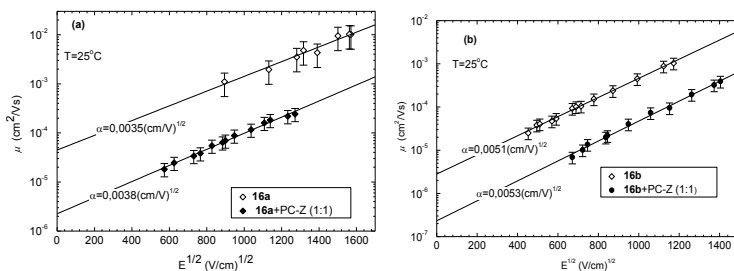 (a)
T=25°C
α=0,0035(cm/V)^1/2
α=0,0038(cm/V)^1/2
16a
16a+PC-Z (1:1)
10^-1
10^-2
10^-3
10^-4
10^-5
10^-6
μ (cm²/Vs)
0 200 400 600 800 1000 1200 1400 1600
E^1/2 (V/cm)^1/2
(b)
T=25°C
α=0,0051(cm/V)^1/2
α=0,0053(cm/V)^1/2
16b
16b+PC-Z (1:1)
10^-2
10^-3
10^-4
10^-5
10^-6
10^-7
μ (cm²/Vs)
0 200 400 600 800 1000 1200 1400
E^1/2 (V/cm)^1/2